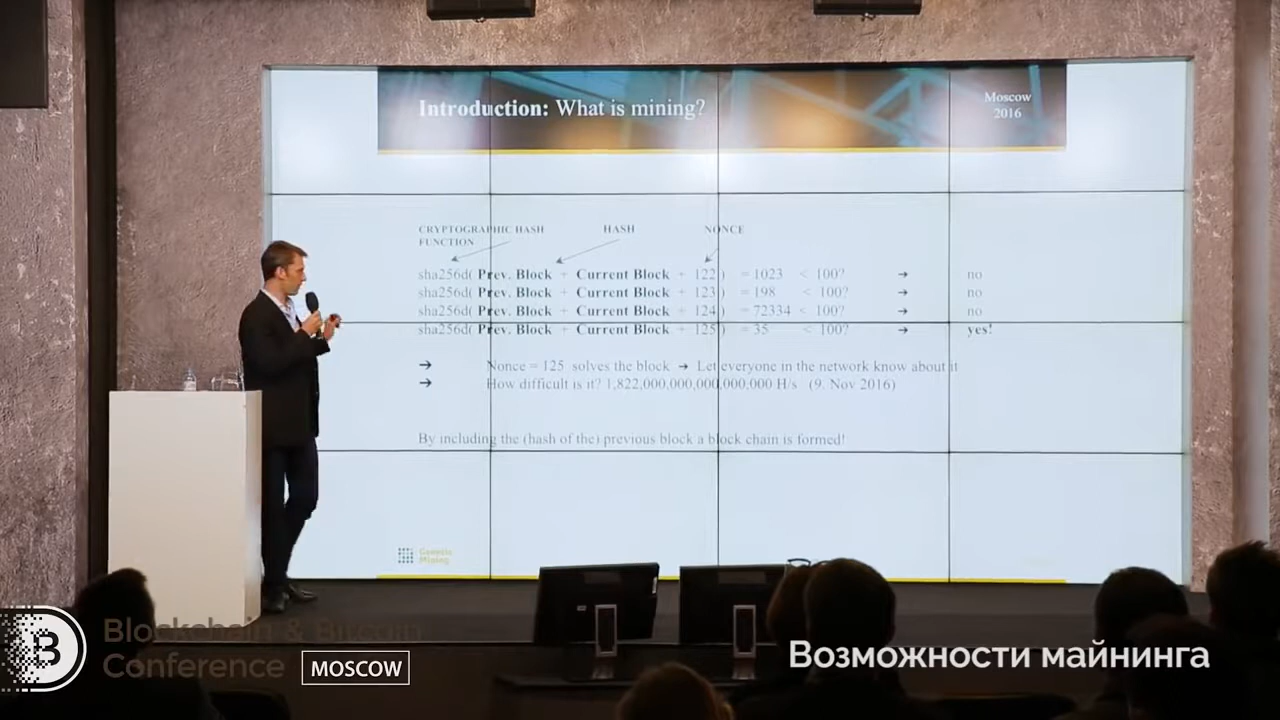 Introduction: What is mining?
Moscow
2016
CRYPTOGRAPHIC HASH
FUNCTION
HASH
NONCE
sha256d( Prev. Block + Current Block + 122 ) = 1023 < 100? ➔ no
sha256d( Prev. Block + Current Block + 123 ) = 198 < 100? ➔ no
sha256d( Prev. Block + Current Block + 124 ) = 72334 < 100? ➔ no
sha256d( Prev. Block + Current Block + 125 ) = 35 < 100? ➔ yes!
➔ Nonce = 125 solves the block ➔ Let everyone in the network know about it
➔ How difficult is it? 1,822,000,000,000,000,000 H/s (9. Nov 2016)
By including the (hash of the) previous block a block chain is formed!
Genesis
Mining
B
Blockchain & Bitcoin
Conference MOSCOW
Возможности майнинга